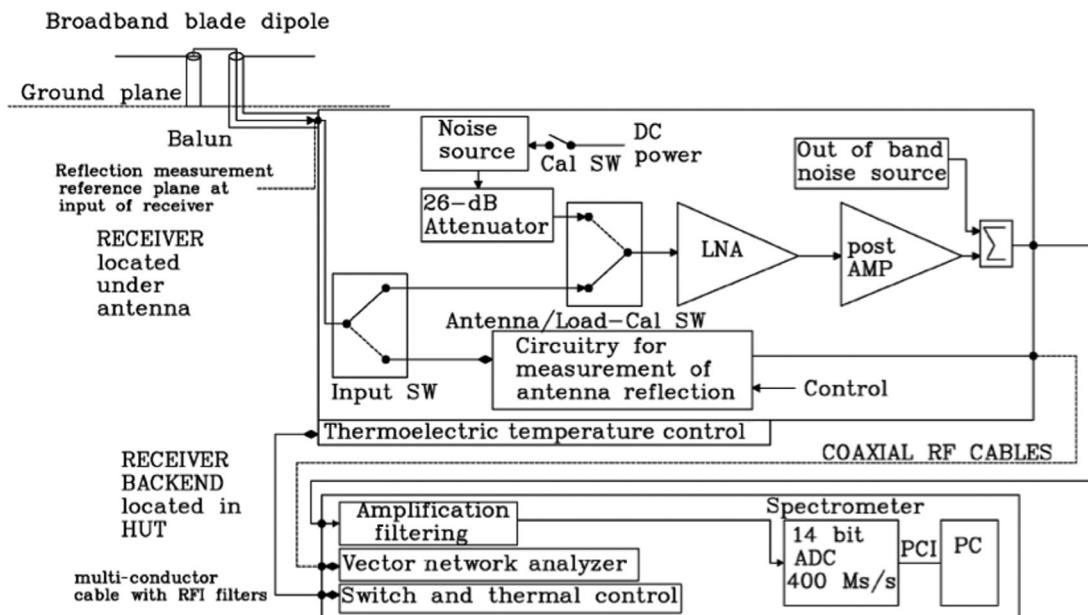 Broadband blade dipole
Ground plane
Balun
Reflection measurement
reference plane at
input of receiver
RECEIVER
located
under
antenna
Noise
source
Cal SW
DC
power
26-dB
Attenuator
Out of band
noise source
LNA
post
AMP
Σ
Antenna/Load-Cal SW
Input SW
Circuitry for
measurement of
antenna reflection
Control
Thermoelectric temperature control
COAXIAL RF CABLES
RECEIVER
BACKEND
located in
HUT
multi-conductor
cable with RFI filters
Amplification
filtering
Vector network analyzer
Switch and thermal control
Spectrometer
14 bit
ADC
400 Ms/s
PCI
PC